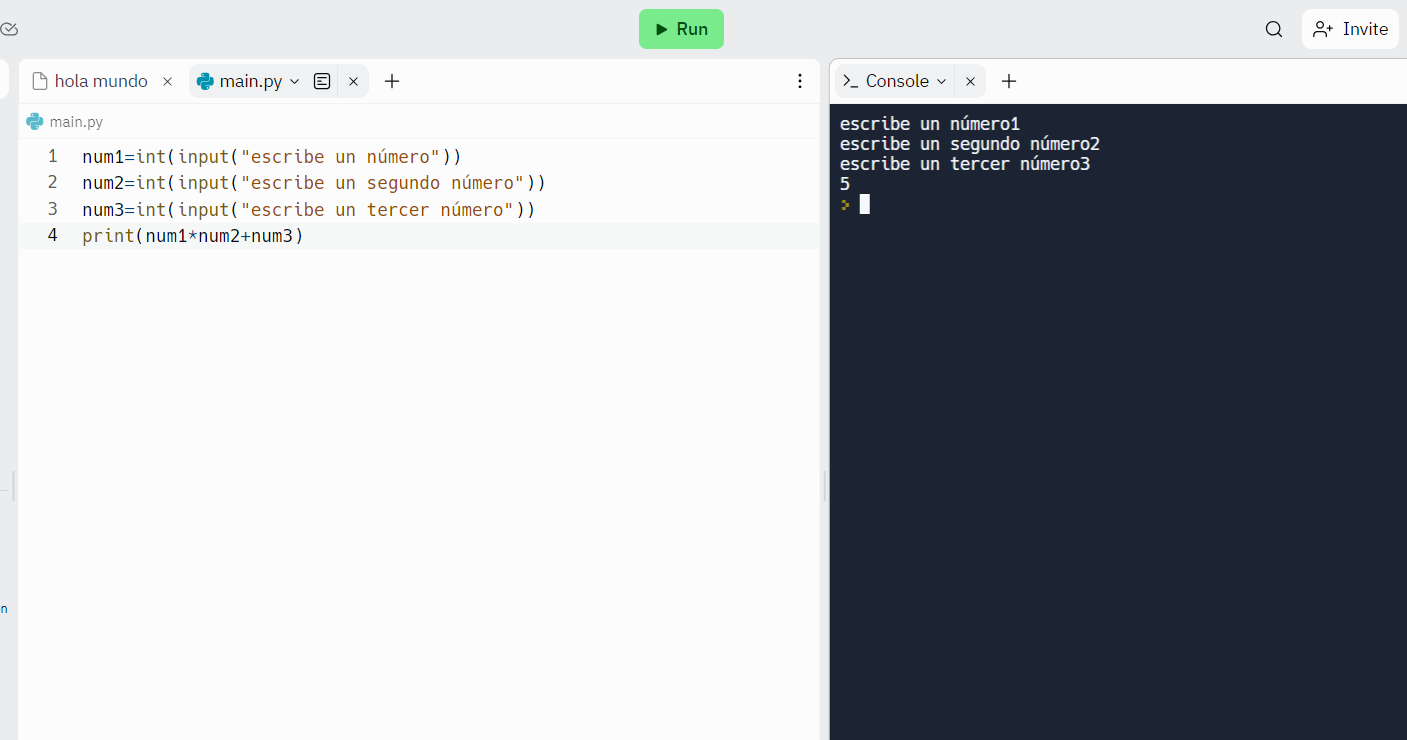 Run
Invite
hola mundo
main.py
Console
main.py
1 num1=int(input("escribe un número"))
2 num2=int(input("escribe un segundo número"))
3 num3=int(input("escribe un tercer número"))
4 print(num1*num2+num3)
escribe un número1
escribe un segundo número2
escribe un tercer número3
5
n